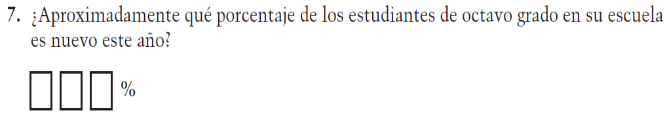 7. ¿Aproximadamente qué porcentaje de los estudiantes de octavo grado en su escuela
es nuevo este año?
%